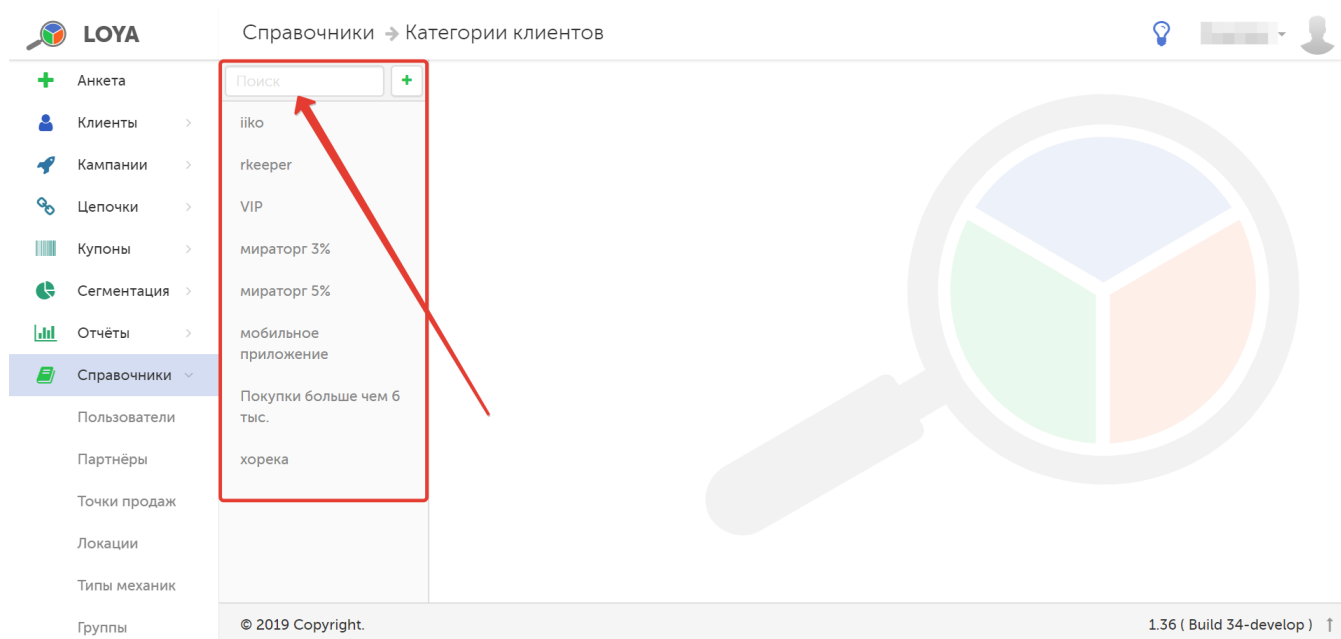 LOYA
Справочники
Категории клиентов
Анкета
Клиенты
Кампании
Цепочки
Купоны
Сегментация
Отчёты
Справочники
Пользователи
Партнёры
Точки продаж
Локации
Типы механик
Группы
Поиск
iiko
rkeeper
VIP
мираторг 3%
мираторг 5%
мобильное
приложение
Покупки больше чем 6
тыс.
хорека
© 2019 Copyright.
1.36 ( Build 34-develop )